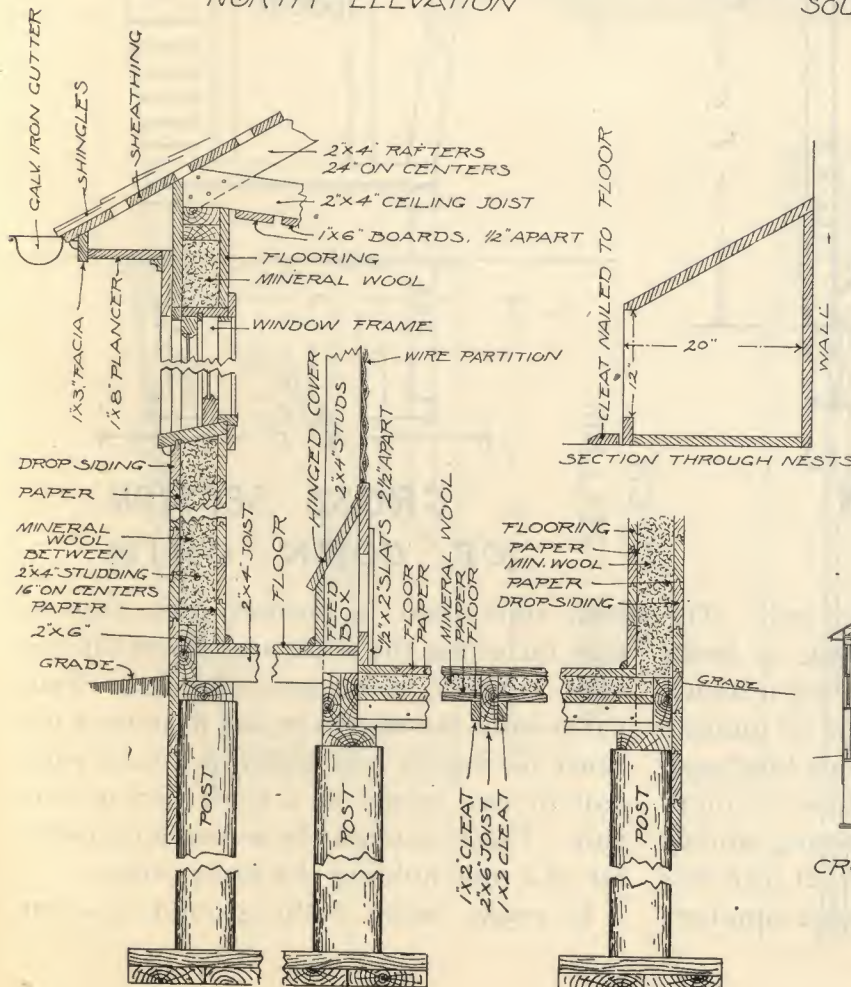 NORTH ELEVATION
SOU
GALV. IRON GUTTER
SHINGLES
SHEATHING
2"X4" RAFTERS
24" ON CENTERS
2"X4" CEILING JOIST
1"X6" BOARDS, 1/2" APART
FLOORING
MINERAL WOOL
1"X3" FACIA
1"X8" PLANCER
WINDOW FRAME
WIRE PARTITION
HINGED COVER
2"X4" STUDS
CLEAT NAILED TO FLOOR
20"
12"
WALL
SECTION THROUGH NESTS
DROP SIDING
PAPER
MINERAL
WOOL
BETWEEN
2"X4" STUDDING
16" ON CENTERS
PAPER
2"X6"
GRADE
2"X4" JOIST
FLOOR
FEED
BOX
1/2"X2" SLATS 2 1/2" APART
FLOOR
PAPER
MINERAL WOOL
PAPER
FLOOR
FLOORING
PAPER
MIN. WOOL
PAPER
DROP SIDING
GRADE
POST
POST
1"X2" CLEAT
2"X6" JOIST
1"X2" CLEAT
POST
CRO